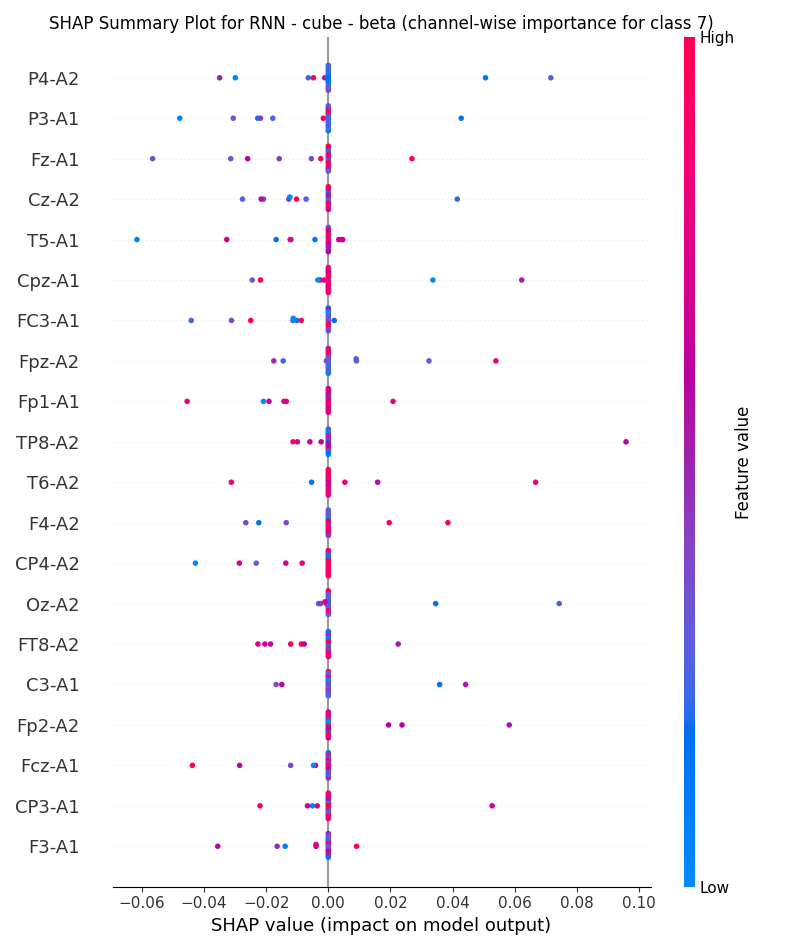 SHAP Summary Plot for RNN - cube - beta (channel-wise importance for class 7)
High
P4-A2
P3-A1
Fz-A1
Cz-A2
T5-A1
Cpz-A1
FC3-A1
Fpz-A2
Fp1-A1
TP8-A2
T6-A2
F4-A2
CP4-A2
Oz-A2
FT8-A2
C3-A1
Fp2-A2
Fcz-A1
CP3-A1
F3-A1
Feature value
Low
−0.06 −0.04 −0.02 0.00 0.02 0.04 0.06 0.08 0.10
SHAP value (impact on model output)